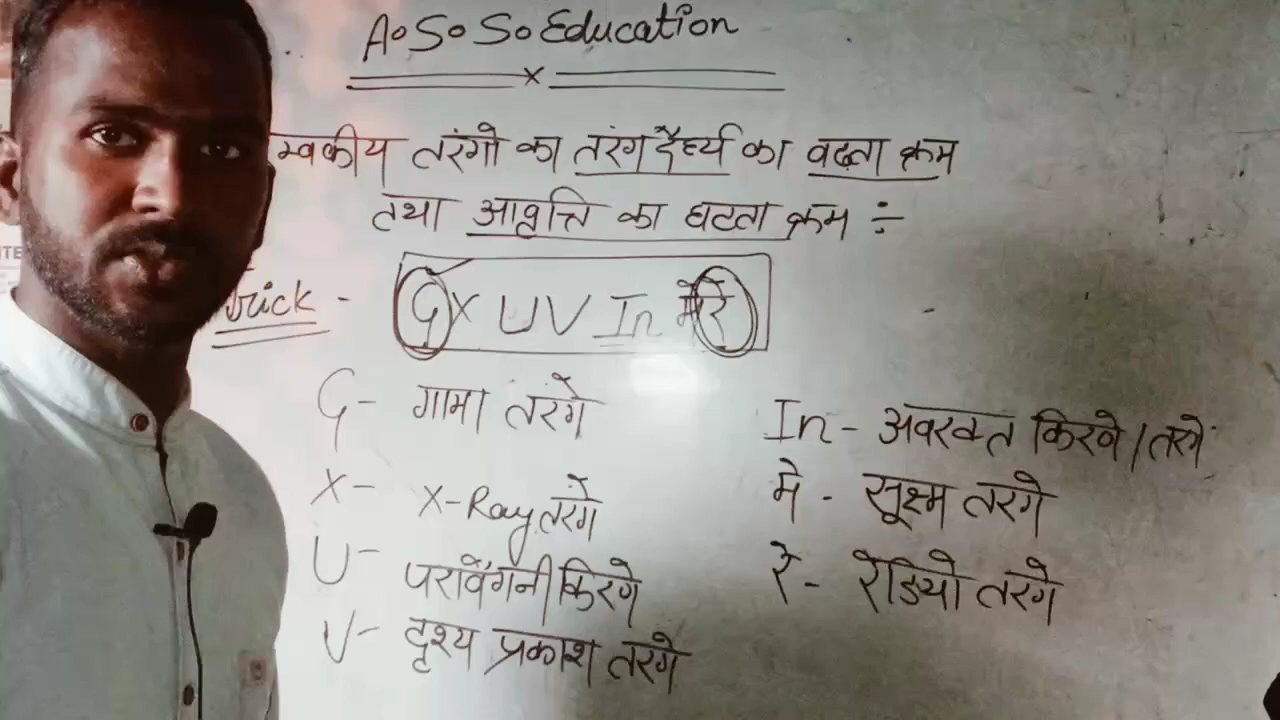 A.S.S.Education
म्बकीय तरंगो का तरंगदैर्घ्य का बढता क्रम
तथा आवृत्ति का घटता क्रम ÷
Trick -
G X UV In मेरे
G - गामा तरंगे
X - X-Ray तरंगे
U - पराबैंगनी किरणे
V - दृश्य प्रकाश तरंगे
In - अवरक्त किरणे / तरंगे
मे - सूक्ष्म तरंगे
रे - रेडियो तरंगे